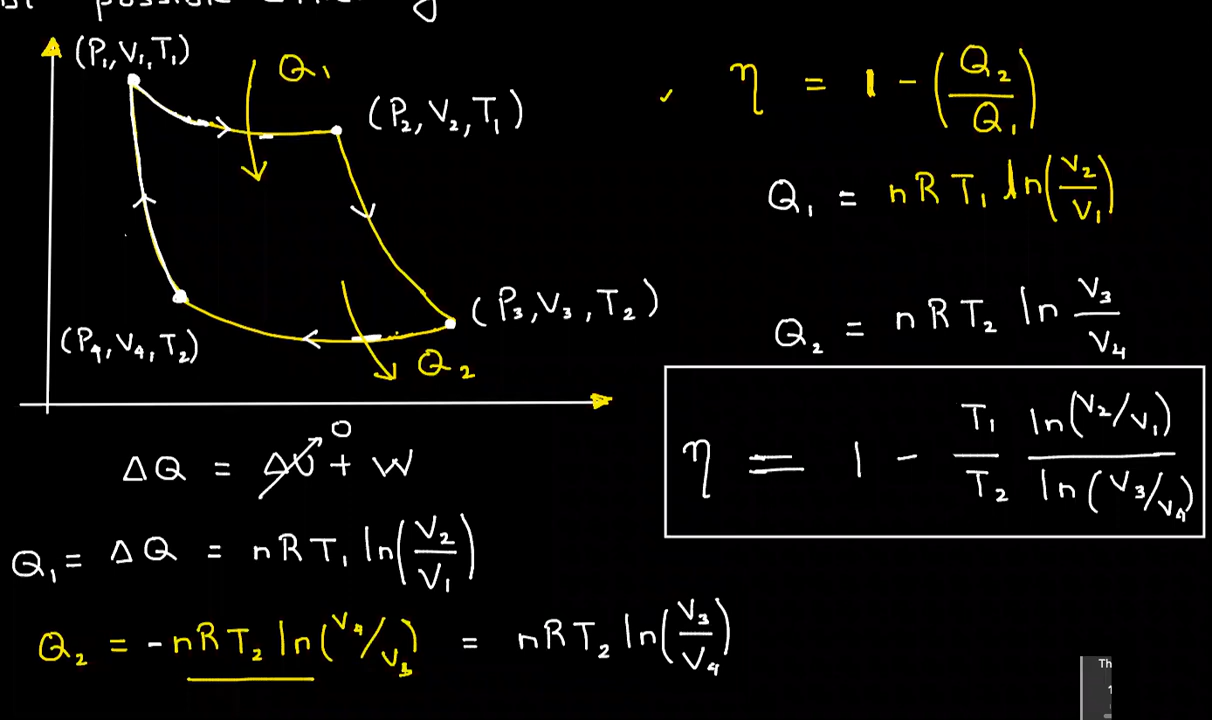 possible
(P₁, V₁, T₁)
Q₁
(P₂, V₂, T₁)
(P₃, V₃, T₂)
(P₄, V₄, T₂)
Q₂
ΔQ = ΔU + W
0
Q₁ = ΔQ = nRT₁ ln(V₂/V₁)
Q₂ = -nRT₂ ln(V₄/V₃) = nRT₂ ln(V₃/V₄)
✓ η = 1 - (Q₂/Q₁)
Q₁ = nRT₁ ln(V₂/V₁)
Q₂ = nRT₂ ln V₃/V₄
η = 1 - T₁/T₂ ln(V₂/V₁)/ln(V₃/V₄)
Th